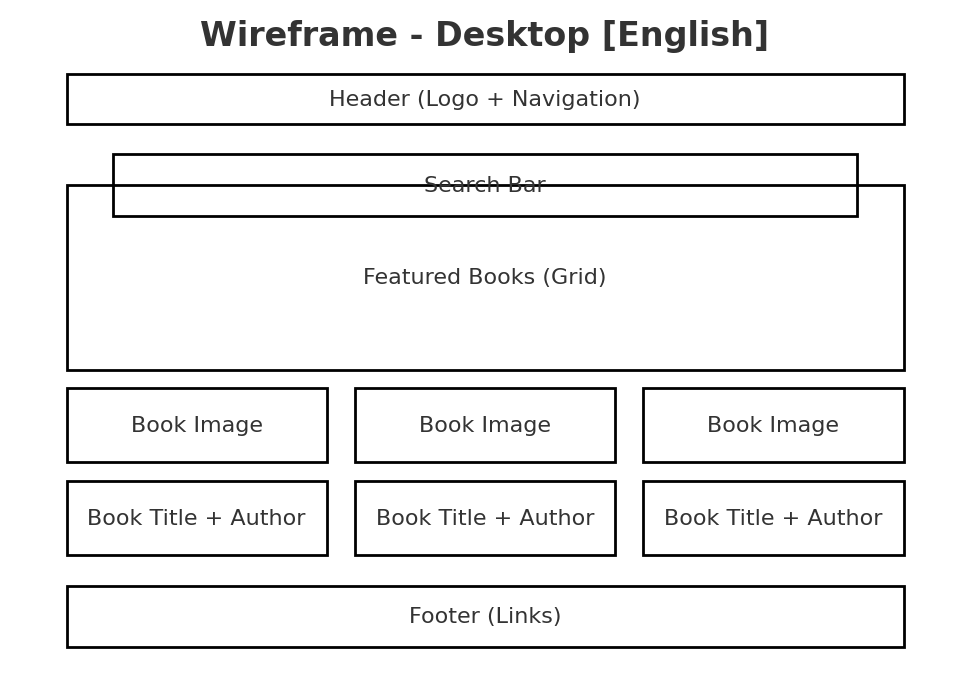 Wireframe - Desktop [English]
Header (Logo + Navigation)
Search Bar
Featured Books (Grid)
Book Image
Book Image
Book Image
Book Title + Author
Book Title + Author
Book Title + Author
Footer (Links)